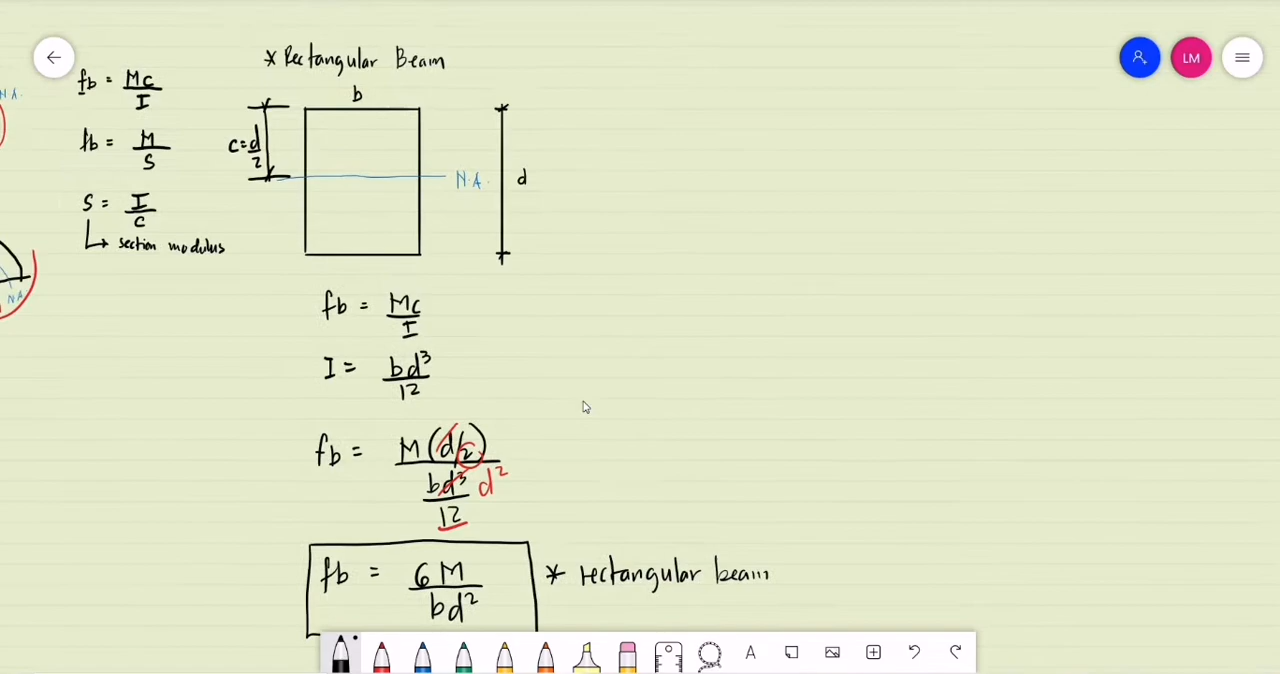 N.A.
fb = Mc/I
fb = M/S
S = I/c
↳ section modulus
N.A.
* Rectangular Beam
b
c = d/2
N.A.
d
fb = Mc/I
I = bd³/12
fb = M(d/2) / (bd³/12) d²
fb = 6M/bd² * rectangular beam
LM
A